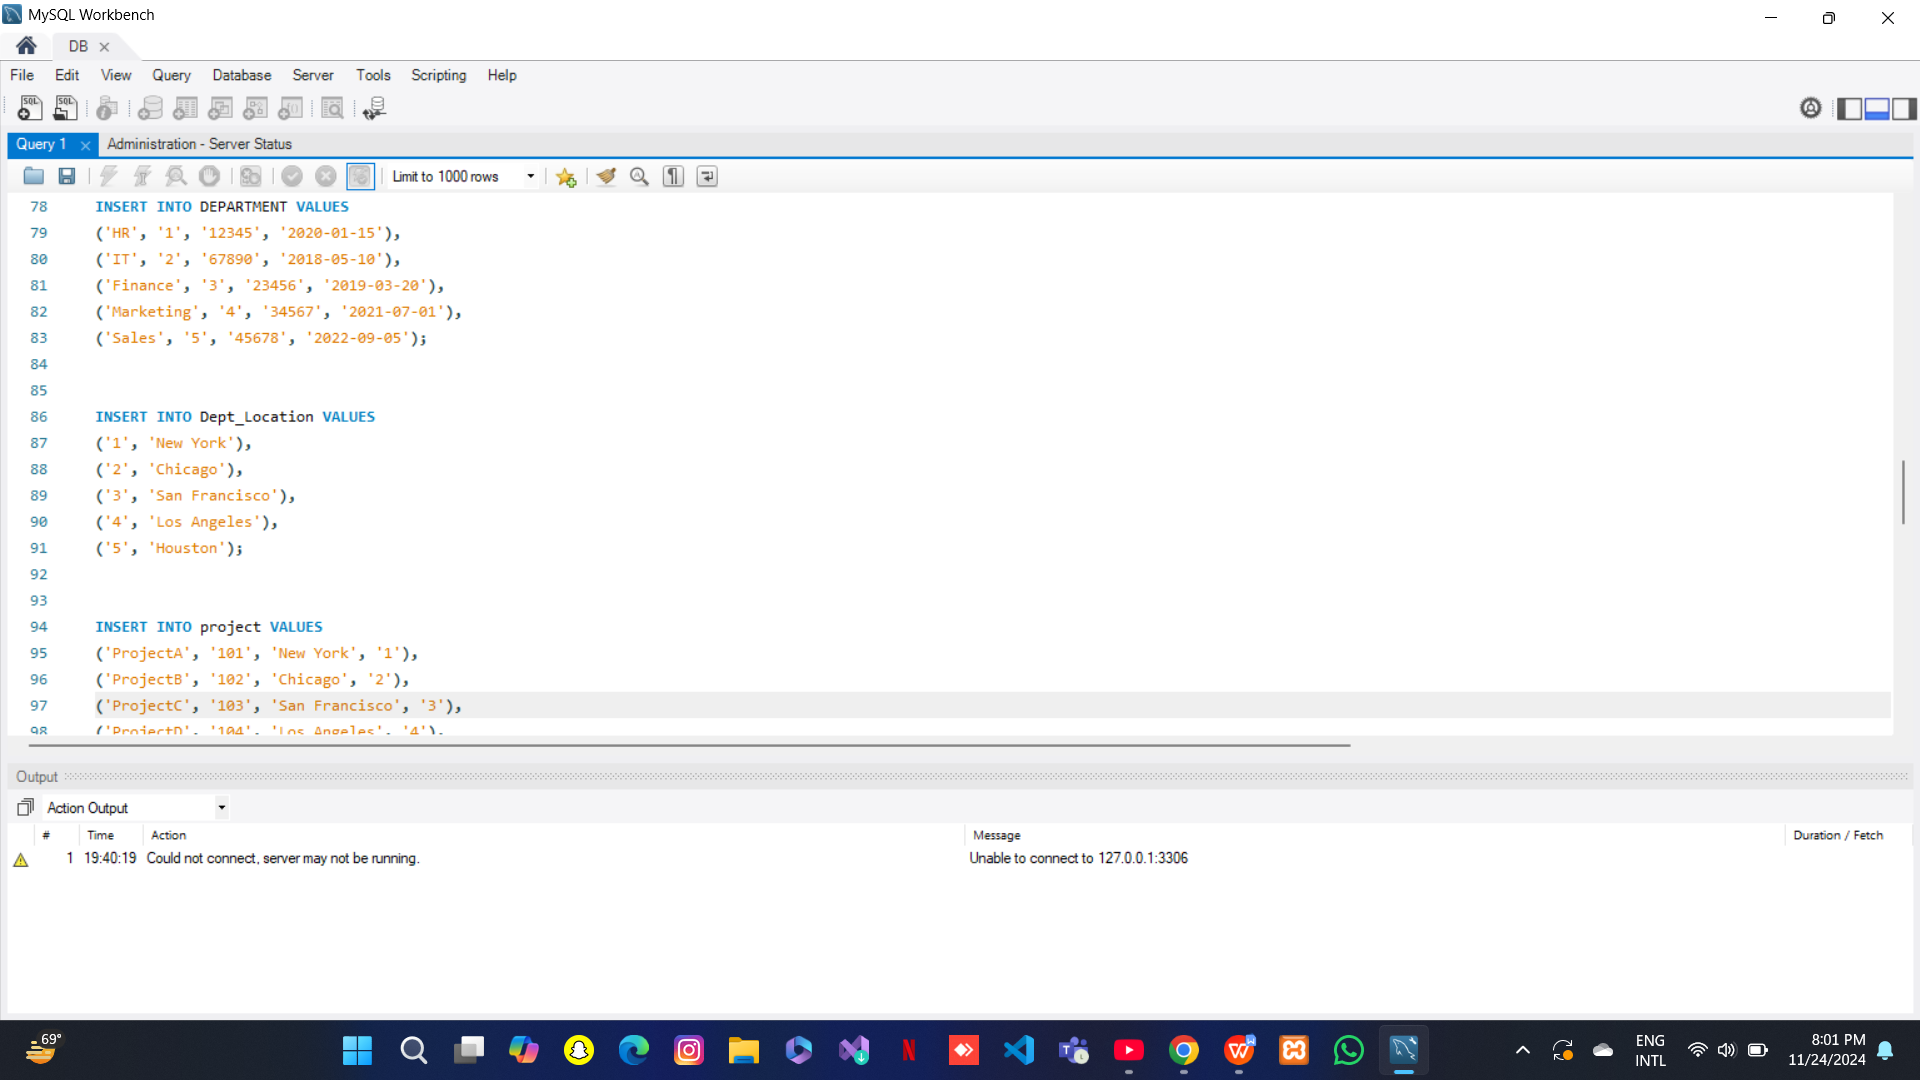 MySQL Workbench
DB
File Edit View Query Database Server Tools Scripting Help
SQL SQL
Query 1 Administration - Server Status
Limit to 1000 rows
78 INSERT INTO DEPARTMENT VALUES
79 ('HR', '1', '12345', '2020-01-15'),
80 ('IT', '2', '67890', '2018-05-10'),
81 ('Finance', '3', '23456', '2019-03-20'),
82 ('Marketing', '4', '34567', '2021-07-01'),
83 ('Sales', '5', '45678', '2022-09-05');
84
85
86 INSERT INTO Dept_Location VALUES
87 ('1', 'New York'),
88 ('2', 'Chicago'),
89 ('3', 'San Francisco'),
90 ('4', 'Los Angeles'),
91 ('5', 'Houston');
92
93
94 INSERT INTO project VALUES
95 ('ProjectA', '101', 'New York', '1'),
96 ('ProjectB', '102', 'Chicago', '2'),
97 ('ProjectC', '103', 'San Francisco', '3'),
98 ('ProjectD', '104', 'Los Angeles', '4'),
Output
Action Output
# Time Action Message Duration / Fetch
1 19:40:19 Could not connect, server may not be running. Unable to connect to 127.0.0.1:3306
69°
ENG
INTL
8:01 PM
11/24/2024